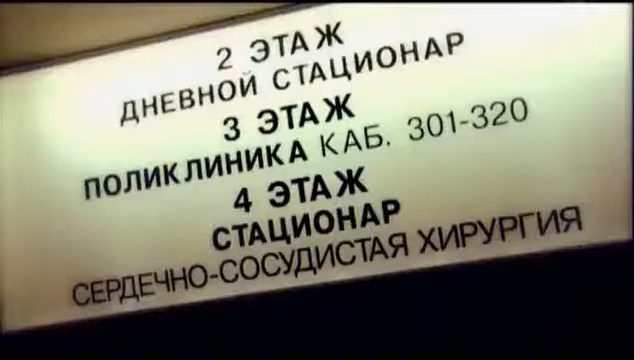 2 ЭТАЖ
ДНЕВНОЙ СТАЦИОНАР
3 ЭТАЖ
ПОЛИКЛИНИКА КАБ. 301-320
4 ЭТАЖ
СТАЦИОНАР
СЕРДЕЧНО-СОСУДИСТАЯ ХИРУРГИЯ